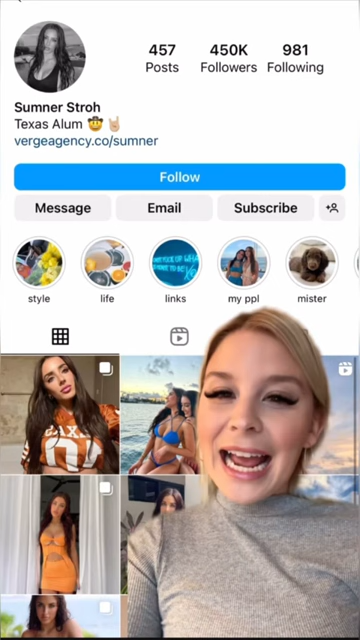 457
450K
981
Posts
Followers
Following
Sumner Stroh
Texas Alum 🤠🤘🏼
vergeagency.co/sumner
Follow
Message
Email
Subscribe
style
life
links
my ppl
mister